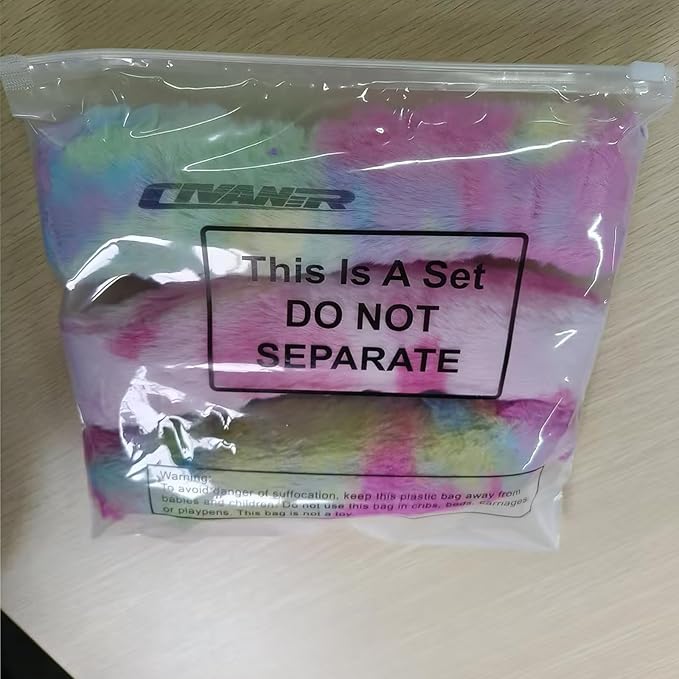 CIVANER
This Is A Set
DO NOT
SEPARATE
Warning:
To avoid danger of suffocation, keep this plastic bag away from
babies and children. Do not use this bag in cribs, beds, carriages
or playpens. This bag is not a toy.